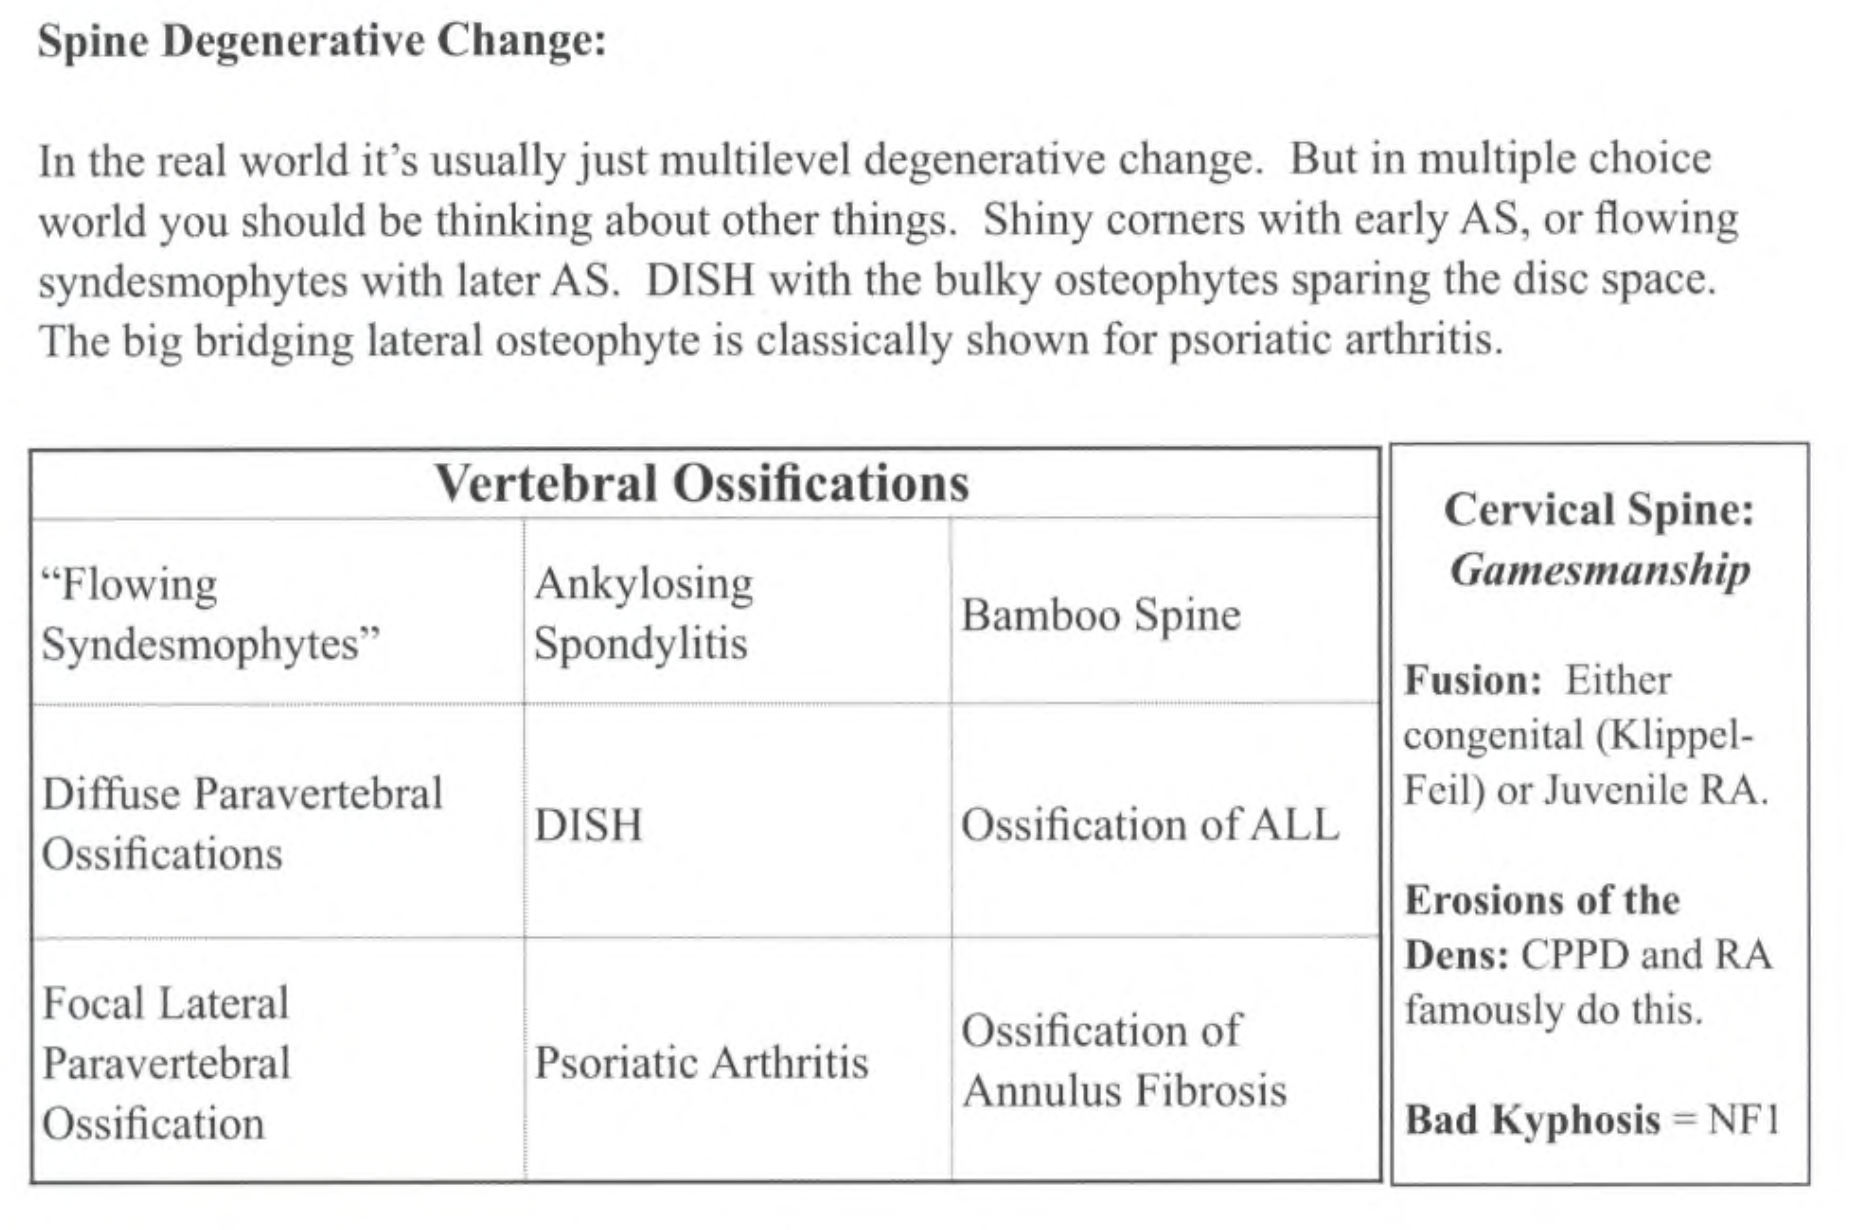 Spine Degenerative Change:
In the real world it's usually just multilevel degenerative change. But in multiple choice
world you should be thinking about other things. Shiny corners with early AS, or flowing
syndesmophytes with later AS. DISH with the bulky osteophytes sparing the disc space.
The big bridging lateral osteophyte is classically shown for psoriatic arthritis.
Vertebral Ossifications
“Flowing
Syndesmophytes”
Ankylosing
Spondylitis
Bamboo Spine
Diffuse Paravertebral
Ossifications
DISH
Ossification of ALL
Focal Lateral
Paravertebral
Ossification
Psoriatic Arthritis
Ossification of
Annulus Fibrosis
Cervical Spine:
Gamesmanship
Fusion: Either
congenital (Klippel-
Feil) or Juvenile RA.
Erosions of the
Dens: CPPD and RA
famously do this.
Bad Kyphosis = NF1